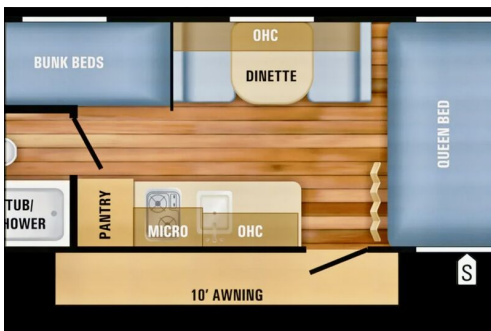 OHC
BUNK BEDS
DINETTE
QUEEN BED
TUB/
HOWER
PANTRY
MICRO
OHC
S
10' AWNING